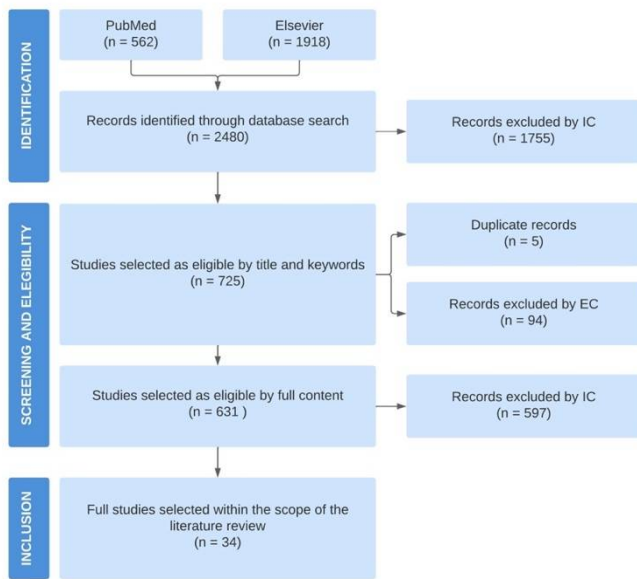 PubMed
(n = 562)
Elsevier
(n = 1918)
IDENTIFICATION
Records identified through database search
(n = 2480)
Records excluded by IC
(n = 1755)
SCREENING AND ELEGIBILITY
Studies selected as eligible by title and keywords
(n = 725)
Duplicate records
(n = 5)
Records excluded by EC
(n = 94)
Studies selected as eligible by full content
(n = 631 )
Records excluded by IC
(n = 597)
INCLUSION
Full studies selected within the scope of the
literature review
(n = 34)